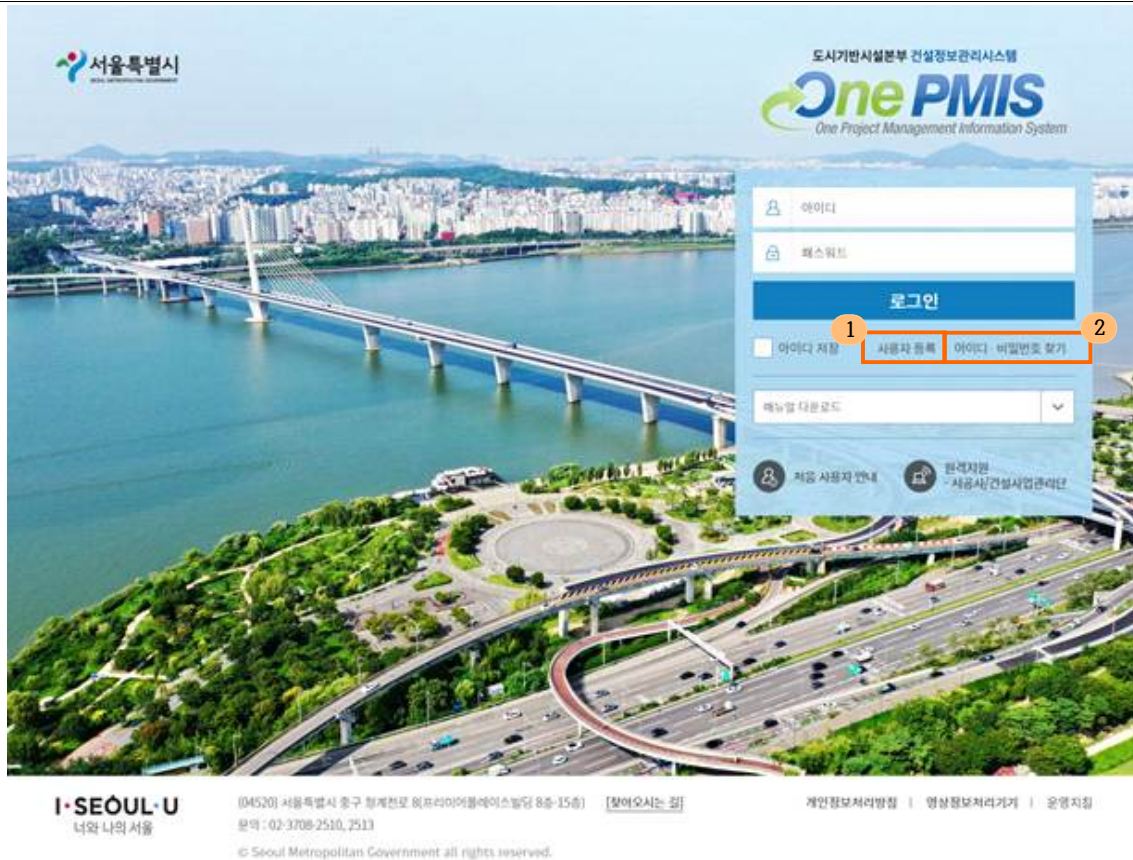 서울특별시
SEOUL METROPOLITAN GOVERNMENT
도시기반시설본부 건설정보관리시스템
One PMIS
One Project Management Information System
아이디
패스워드
로그인
1
2
아이디 저장 사용자 등록 아이디 · 비밀번호 찾기
매뉴얼 다운로드
처음 사용자 안내
원격지원
- 시공사/건설사업관리단
I·SEOUL·U
너와 나의 서울
(04520) 서울특별시 중구 청계천로 8(프리미어플레이스빌딩 8층-15층) [찾아오시는 길]
문의 : 02-3708-2510, 2513
© Seoul Metropolitan Government all rights reserved.
개인정보처리방침 | 영상정보처리기기 | 운영지침